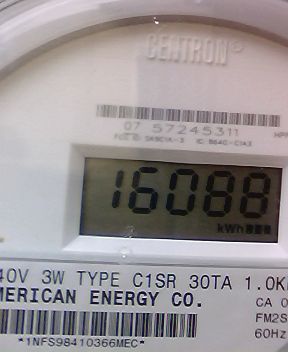 CENTRON®
07 57245311
16088
kWh
40V 3W TYPE C1SR 30TA 1.0K
MERICAN ENERGY CO.
CA 0
FM2S
60Hz
*1NFS98410366MEC*